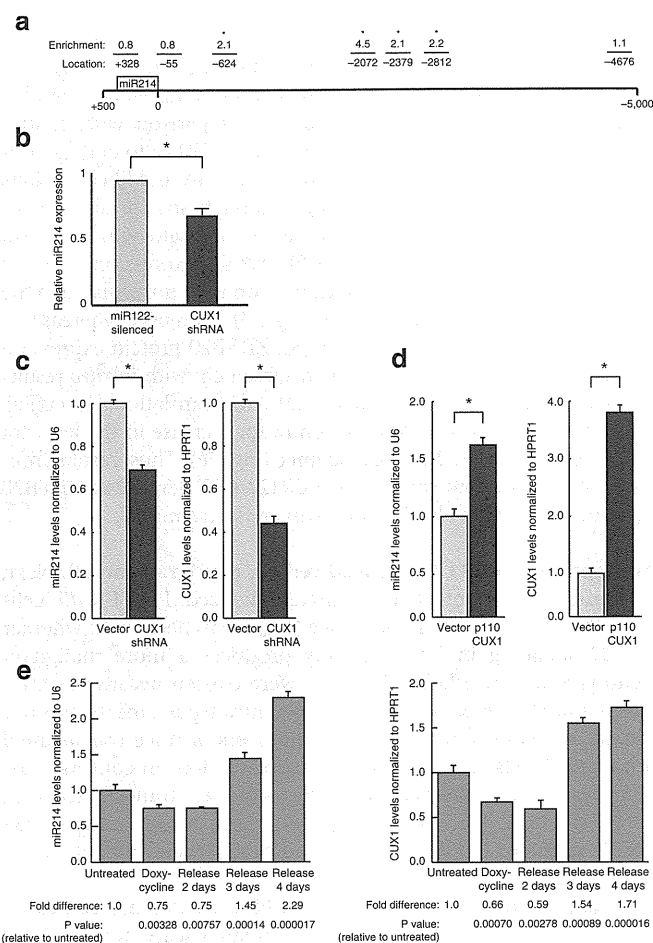 a
* * * *
Enrichment: 0.8 0.8 2.1 4.5 2.1 2.2 1.1
Location: +328 −55 −624 −2072 −2379 −2812 −4676
miR214
+500 0 −5,000
b
*
Relative miR214 expression
1
0.5
0
miR122-silenced
CUX1 shRNA
c
*
miR214 levels normalized to U6
1.0
0.8
0.6
0.4
0.2
0.0
Vector CUX1 shRNA
*
CUX1 levels normalized to HPRT1
1.0
0.8
0.6
0.4
0.2
0.0
Vector CUX1 shRNA
d
*
miR214 levels normalized to U6
2.0
1.5
1.0
0.5
0.0
Vector p110 CUX1
*
CUX1 levels normalized to HPRT1
4.0
3.0
2.0
1.0
0.0
Vector p110 CUX1
e
miR214 levels normalized to U6
2.5
2.0
1.5
1.0
0.5
0.0
Untreated Doxy-cycline Release 2 days Release 3 days Release 4 days
Fold difference: 1.0 0.75 0.75 1.45 2.29
P value: 0.00328 0.00757 0.00014 0.000017
(relative to untreated)
CUX1 levels normalized to HPRT1
2.0
1.5
1.0
0.5
0.0
Untreated Doxy-cycline Release 2 days Release 3 days Release 4 days
Fold difference: 1.0 0.66 0.59 1.54 1.71
P value: 0.00070 0.00278 0.00089 0.000016
(relative to untreated)